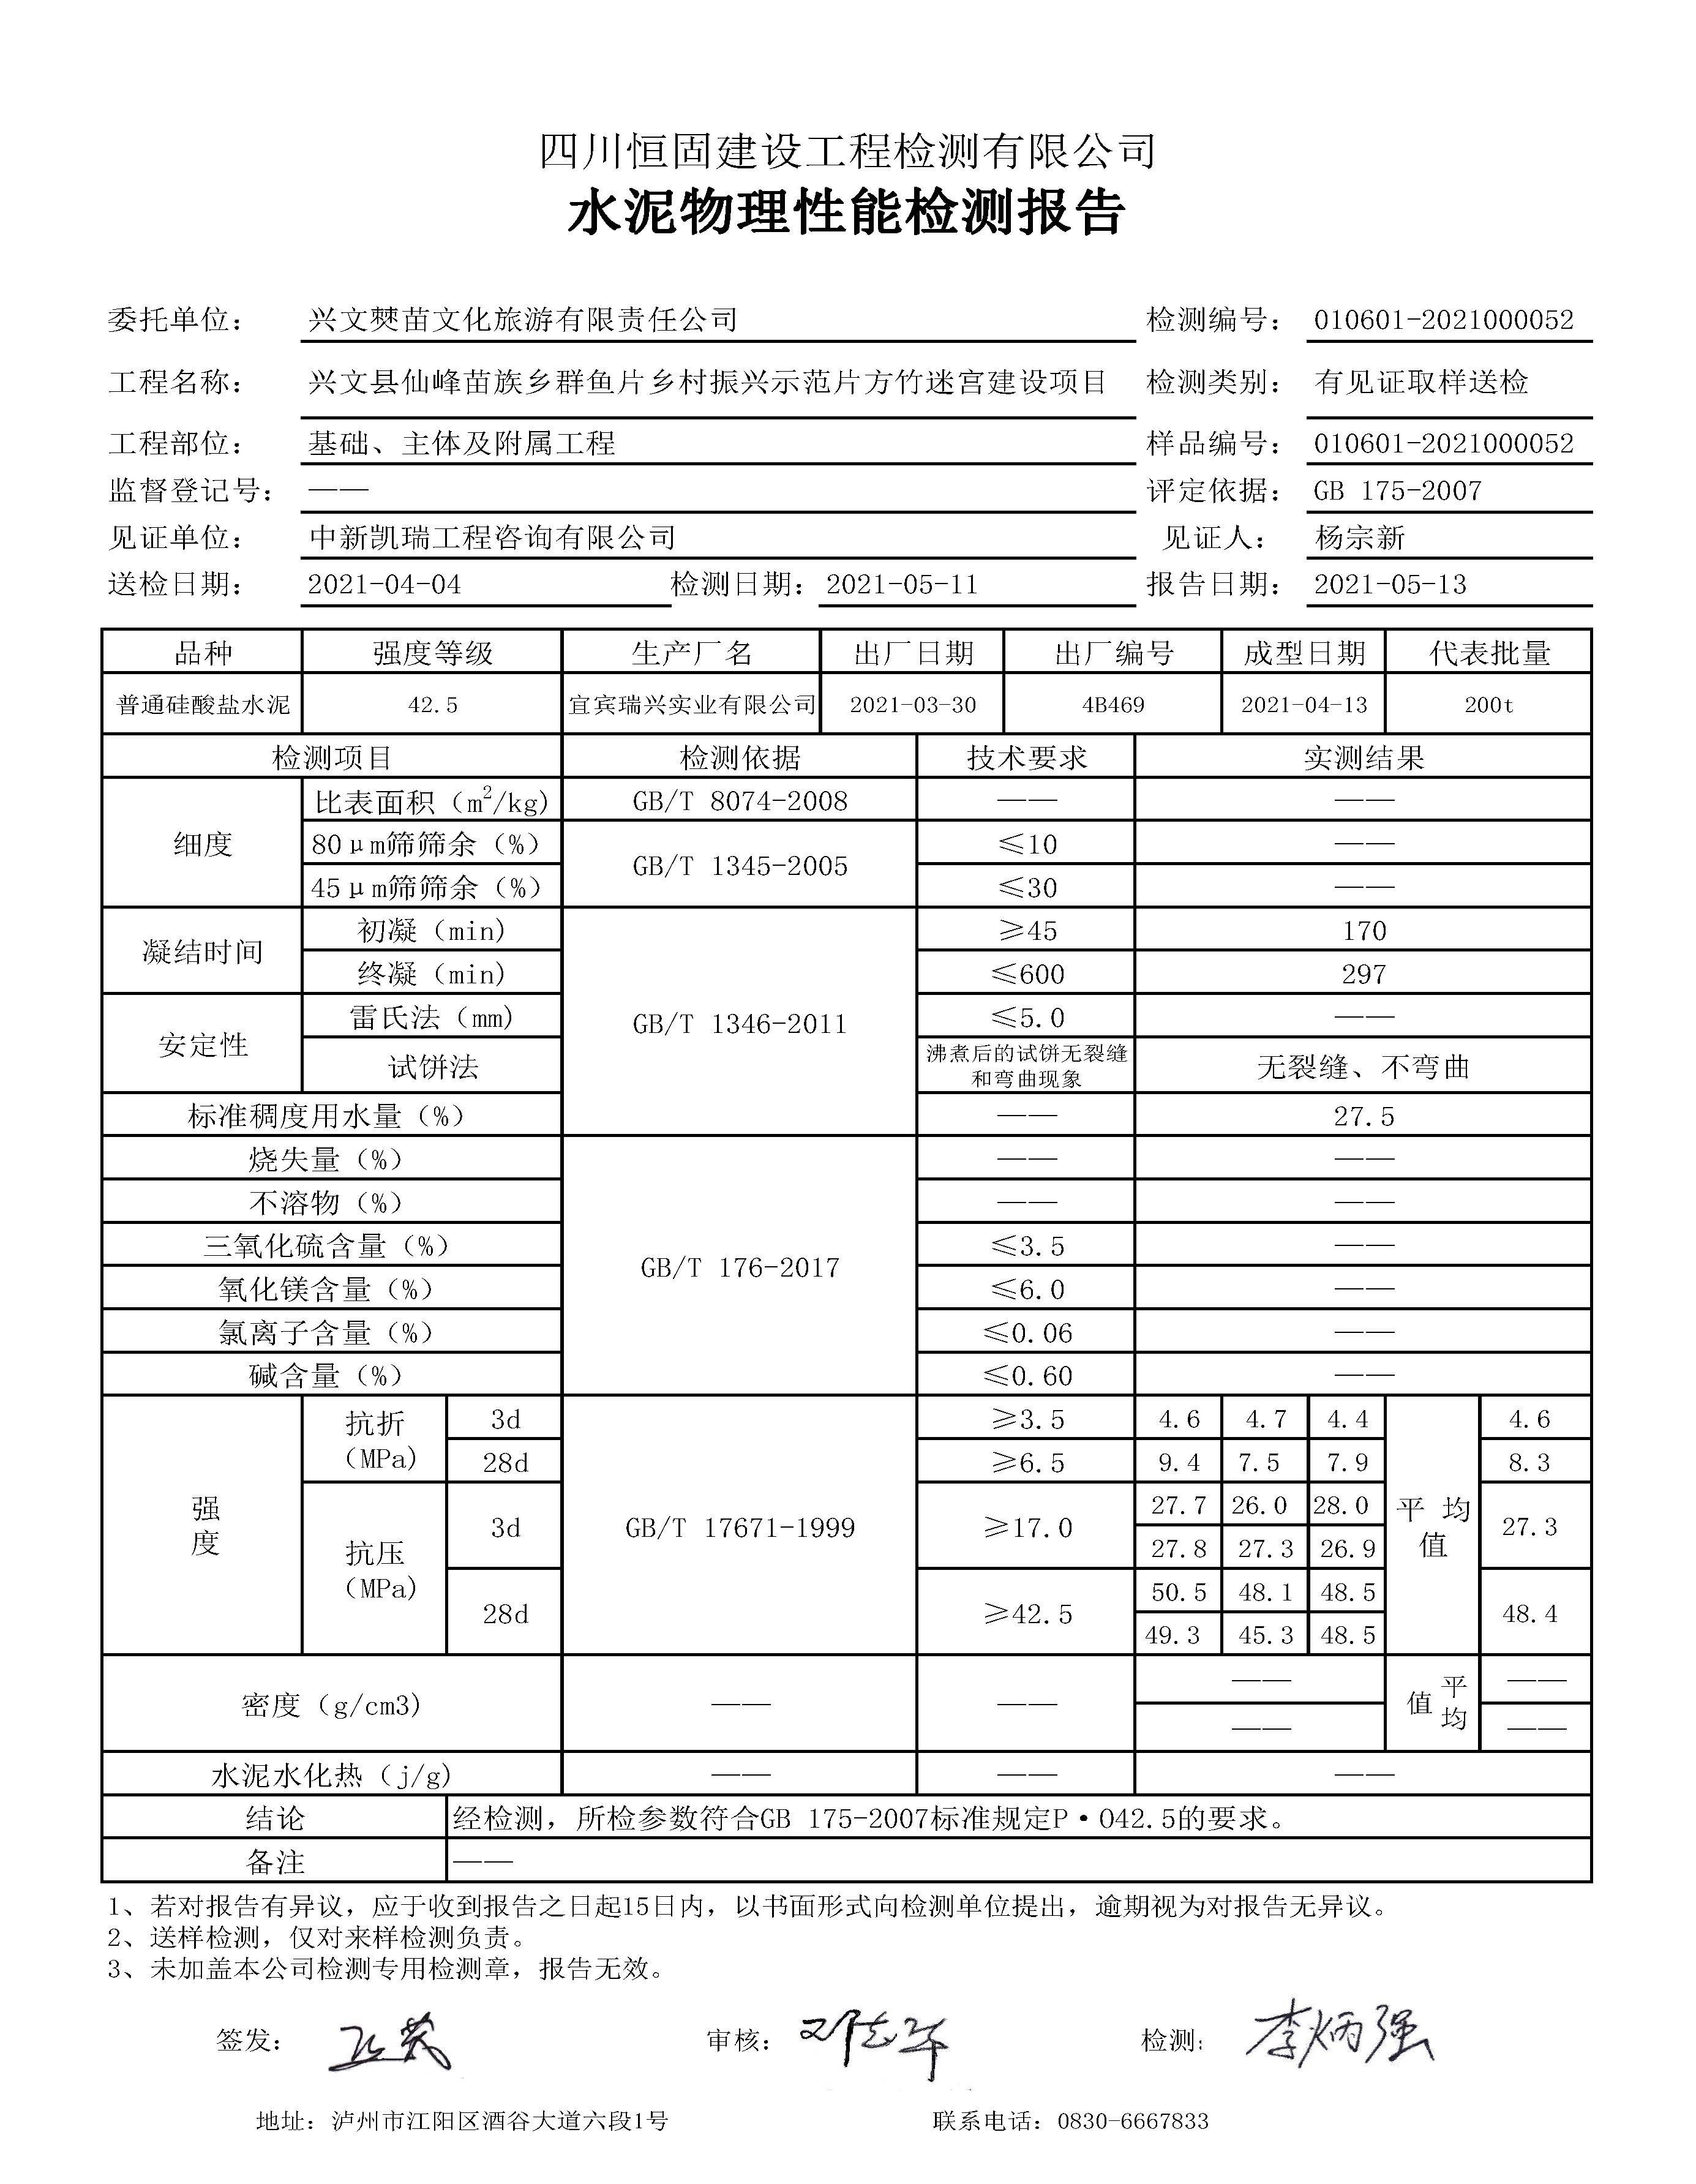 四川恒固建设工程检测有限公司
水泥物理性能检测报告
委托单位： 兴文僰苗文化旅游有限责任公司 检测编号： 010601-2021000052
工程名称： 兴文县仙峰苗族乡群鱼片乡村振兴示范片方竹迷宫建设项目 检测类别： 有见证取样送检
工程部位： 基础、主体及附属工程 样品编号： 010601-2021000052
监督登记号： —— 评定依据： GB 175-2007
见证单位： 中新凯瑞工程咨询有限公司 见证人： 杨宗新
送检日期： 2021-04-04 检测日期： 2021-05-11 报告日期： 2021-05-13
品种 强度等级 生产厂名 出厂日期 出厂编号 成型日期 代表批量
普通硅酸盐水泥 42.5 宜宾瑞兴实业有限公司 2021-03-30 4B469 2021-04-13 200t
检测项目 检测依据 技术要求 实测结果
细度 比表面积（m²/kg） GB/T 8074-2008 —— ——
80μm筛筛余（%） GB/T 1345-2005 ≤10 ——
45μm筛筛余（%） ≤30 ——
凝结时间 初凝（min） GB/T 1346-2011 ≥45 170
终凝（min） ≤600 297
安定性 雷氏法（mm） ≤5.0 ——
试饼法 沸煮后的试饼无裂缝 无裂缝、不弯曲
和弯曲现象
标准稠度用水量（%） —— 27.5
烧失量（%） GB/T 176-2017 —— ——
不溶物（%） —— ——
三氧化硫含量（%） ≤3.5 ——
氧化镁含量（%） ≤6.0 ——
氯离子含量（%） ≤0.06 ——
碱含量（%） ≤0.60 ——
强度 抗折（MPa） 3d GB/T 17671-1999 ≥3.5 4.6 4.7 4.4 平均值 4.6
28d ≥6.5 9.4 7.5 7.9 8.3
抗压（MPa） 3d ≥17.0 27.7 26.0 28.0 27.3
27.8 27.3 26.9
28d ≥42.5 50.5 48.1 48.5 48.4
49.3 45.3 48.5
密度（g/cm3） —— —— —— 平均值 ——
—— ——
水泥水化热（j/g） —— —— ——
结论 经检测，所检参数符合GB 175-2007标准规定P·O42.5的要求。
备注 ——
1、若对报告有异议，应于收到报告之日起15日内，以书面形式向检测单位提出，逾期视为对报告无异议。
2、送样检测，仅对来样检测负责。
3、未加盖本公司检测专用检测章，报告无效。
签发： 审核： 检测： 李炳强
地址：泸州市江阳区酒谷大道六段1号 联系电话：0830-6667833